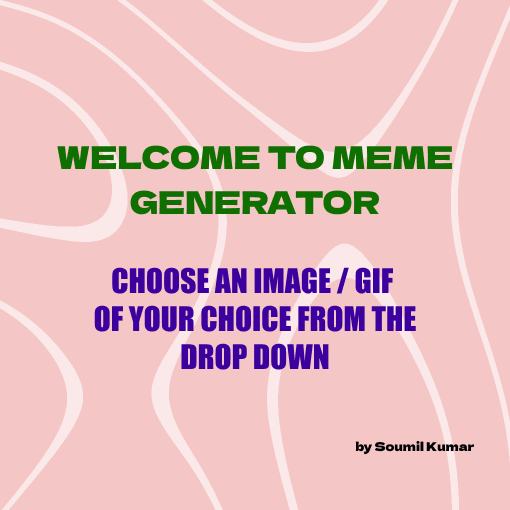 WELCOME TO MEME
GENERATOR
CHOOSE AN IMAGE / GIF
OF YOUR CHOICE FROM THE
DROP DOWN
by Soumil Kumar